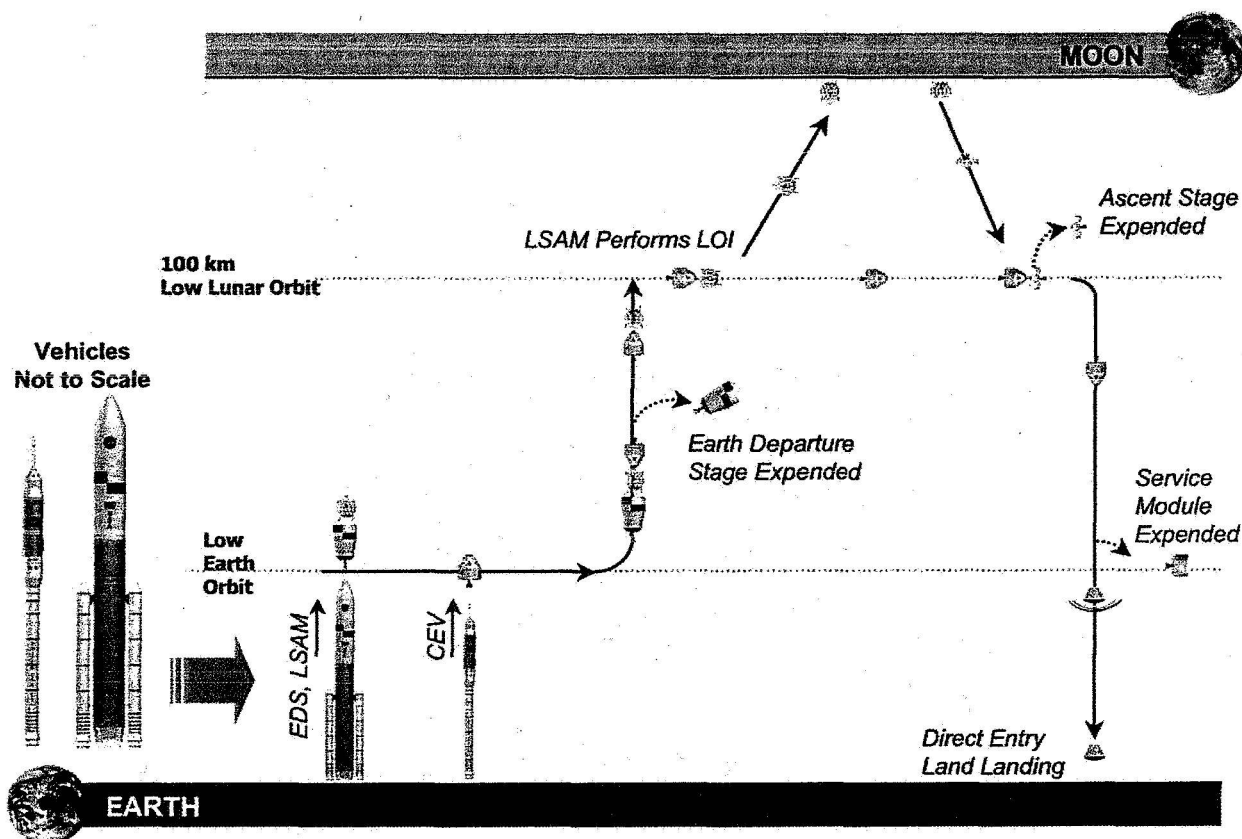 MOON
Ascent Stage
Expended
LSAM Performs LOI
100 km
Low Lunar Orbit
Vehicles
Not to Scale
Earth Departure
Stage Expended
Service
Module
Expended
Low
Earth
Orbit
EDS, LSAM
CEV
Direct Entry
Land Landing
EARTH